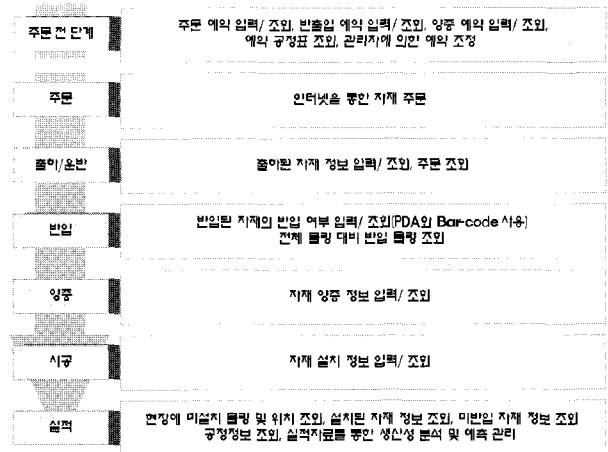 주문 전 단계
주문 예약 입력/ 조회, 반출입 예약 입력/ 조회, 양중 예약 입력/ 조회,
예약 공정표 조회, 관리자에 의한 예약 조정
주문
인터넷을 통한 자재 주문
출하/운반
출하된 자재 정보 입력/ 조회, 주문 조회
반입
반입된 자재의 반입 여부 입력/ 조회(PDA와 Bar-code 사용)
전체 물량 대비 반입 물량 조회
양중
자재 양중 정보 입력/ 조회
시공
자재 설치 정보 입력/ 조회
실적
현장에 미설치 물량 및 위치 조회, 설치된 자재 정보 조회, 미반입 자재 정보 조회
공정정보 조회, 실적자료를 통한 생산성 분석 및 예측 관리